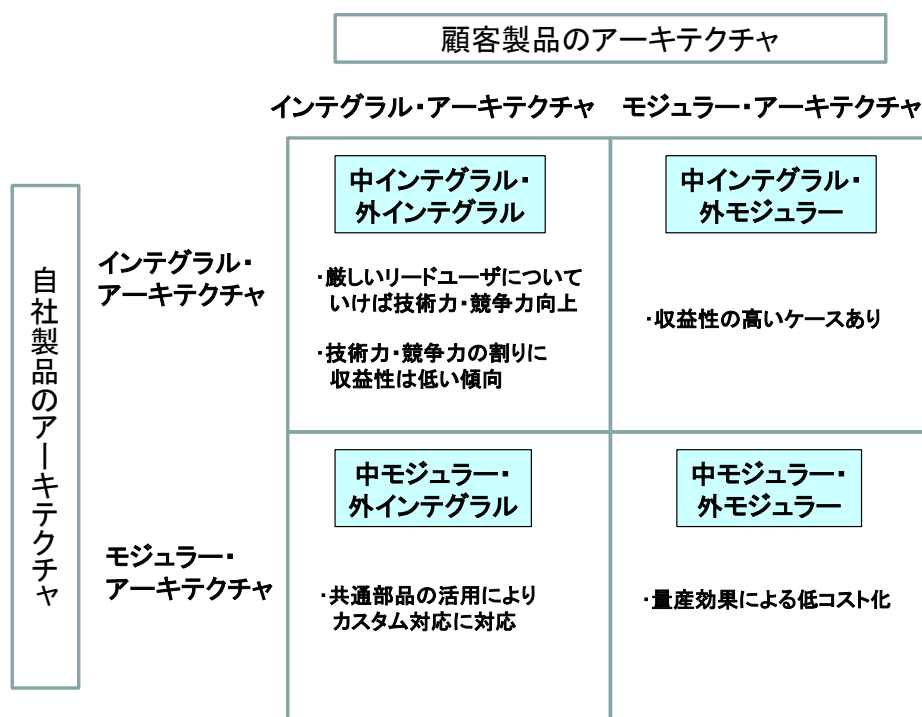 顧客製品のアーキテクチャ
インテグラル・アーキテクチャ
モジュラー・アーキテクチャ
自社製品のアーキテクチャ
インテグラル・
アーキテクチャ
中インテグラル・
外インテグラル
・厳しいリードユーザについて
いけば技術力・競争力向上
・技術力・競争力の割りに
収益性は低い傾向
中インテグラル・
外モジュラー
・収益性の高いケースあり
モジュラー・
アーキテクチャ
中モジュラー・
外インテグラル
・共通部品の活用により
カスタム対応に対応
中モジュラー・
外モジュラー
・量産効果による低コスト化